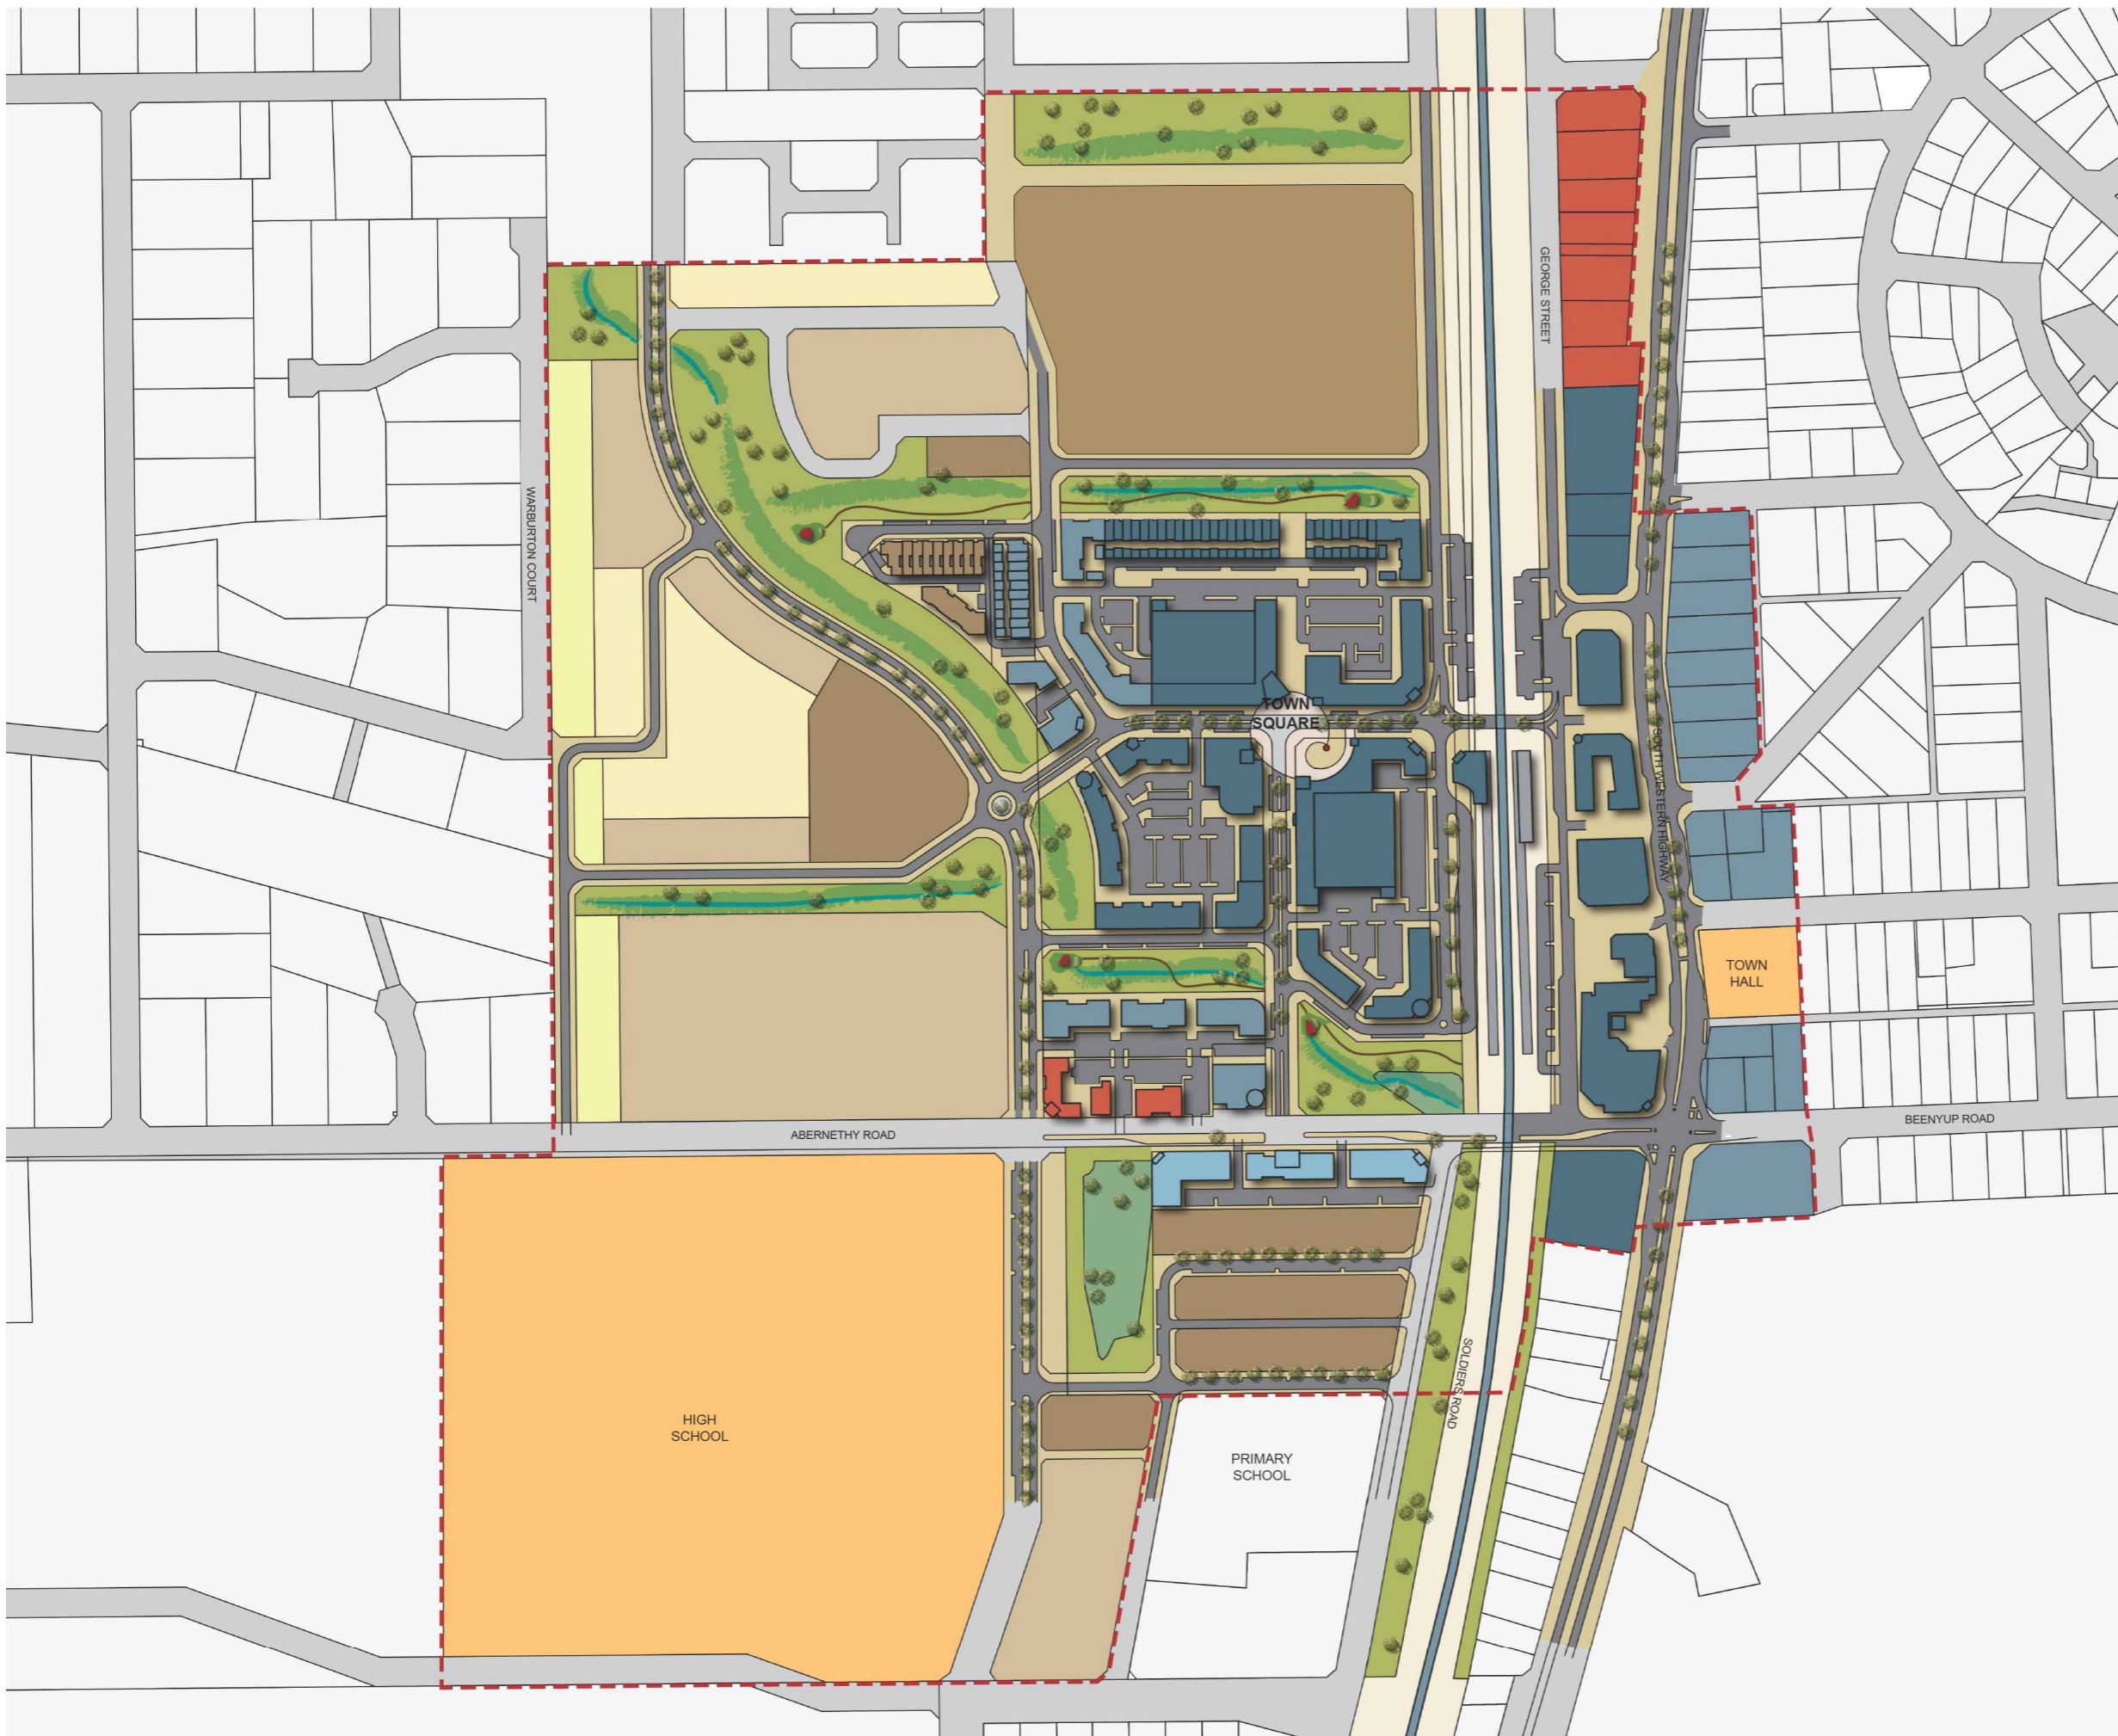 GEORGE STREET
WARBURTON COURT
TOWN
SQUARE
SOUTH WESTERN HIGHWAY
TOWN
HALL
ABERNETHY ROAD
BEENYUP ROAD
SOLDIERS ROAD
HIGH
SCHOOL
PRIMARY
SCHOOL